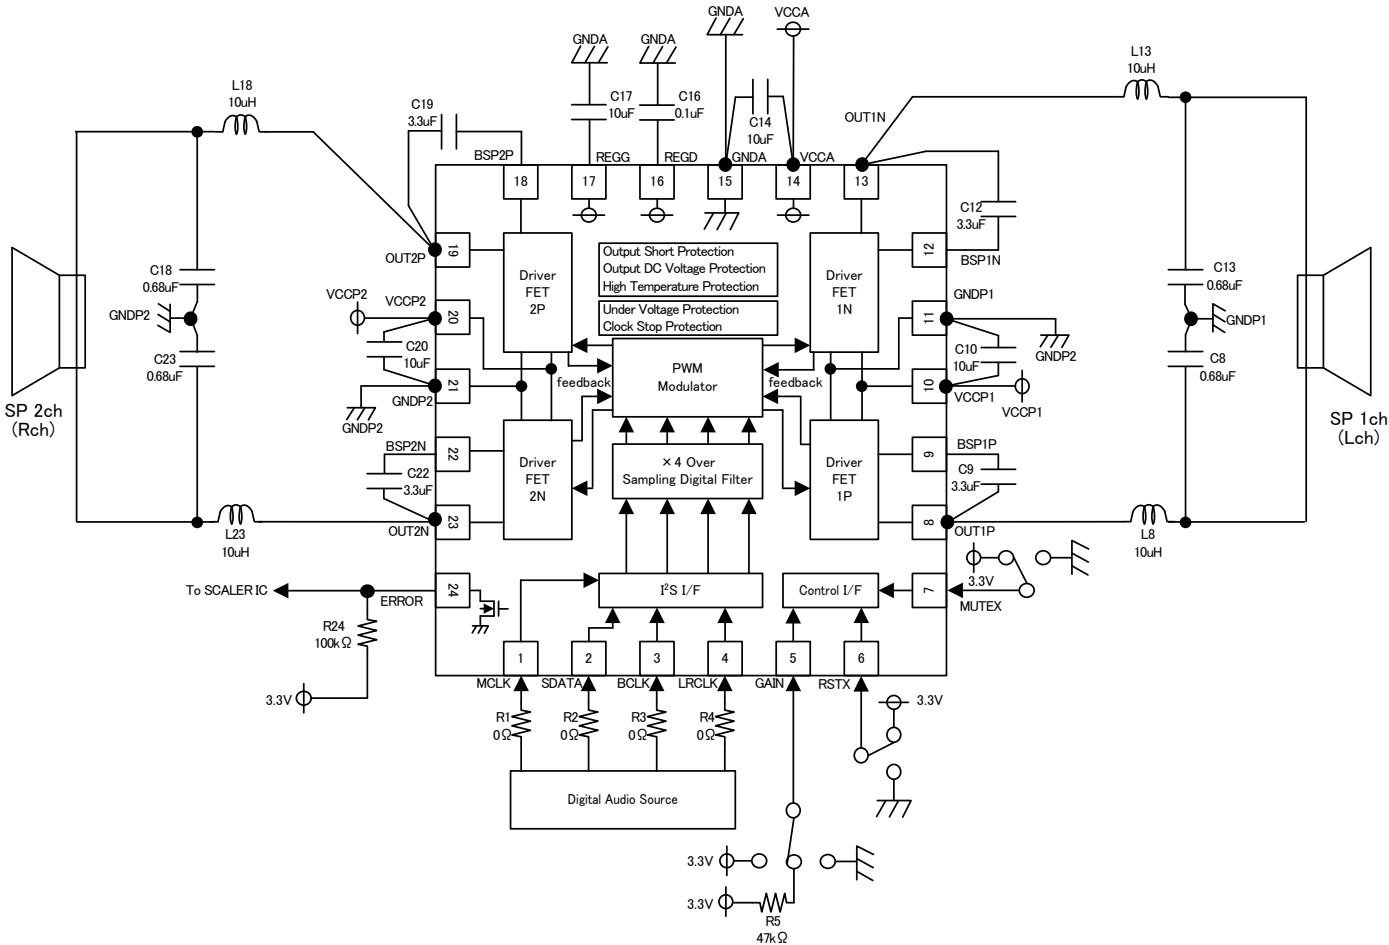 GNDA
VCCA
GNDA
GNDA
L13
10uH
L18
10uH
C19
3.3uF
C17
10uF
C16
0.1uF
C14
10uF
OUT1N
BSP2P
REGG
REGD
GNDA
VCCA
18
17
16
15
14
13
C12
3.3uF
19
OUT2P
Driver
FET
2P
Output Short Protection
Output DC Voltage Protection
High Temperature Protection
Under Voltage Protection
Clock Stop Protection
Driver
FET
1N
12
BSP1N
C18
0.68uF
GNDP2
C23
0.68uF
VCCP2
VCCP2
20
C20
10uF
21
GNDP2
GNDP2
GNDP1
11
GNDP2
C10
10uF
10
VCCP1
VCCP1
C13
0.68uF
GNDP1
C8
0.68uF
feedback
PWM
Modulator
feedback
SP 2ch
(Rch)
SP 1ch
(Lch)
BSP2N
22
C22
3.3uF
OUT2N
23
Driver
FET
2N
×4 Over
Sampling Digital Filter
Driver
FET
1P
9
BSP1P
C9
3.3uF
8
OUT1P
L23
10uH
L8
10uH
To SCALER IC
ERROR
24
I²S I/F
Control I/F
7
3.3V
MUTEX
R24
100kΩ
3.3V
1
2
3
4
5
6
MCLK
SDATA
BCLK
LRCLK
GAIN
RSTX
R1
0Ω
R2
0Ω
R3
0Ω
R4
0Ω
3.3V
Digital Audio Source
3.3V
3.3V
R5
47kΩ